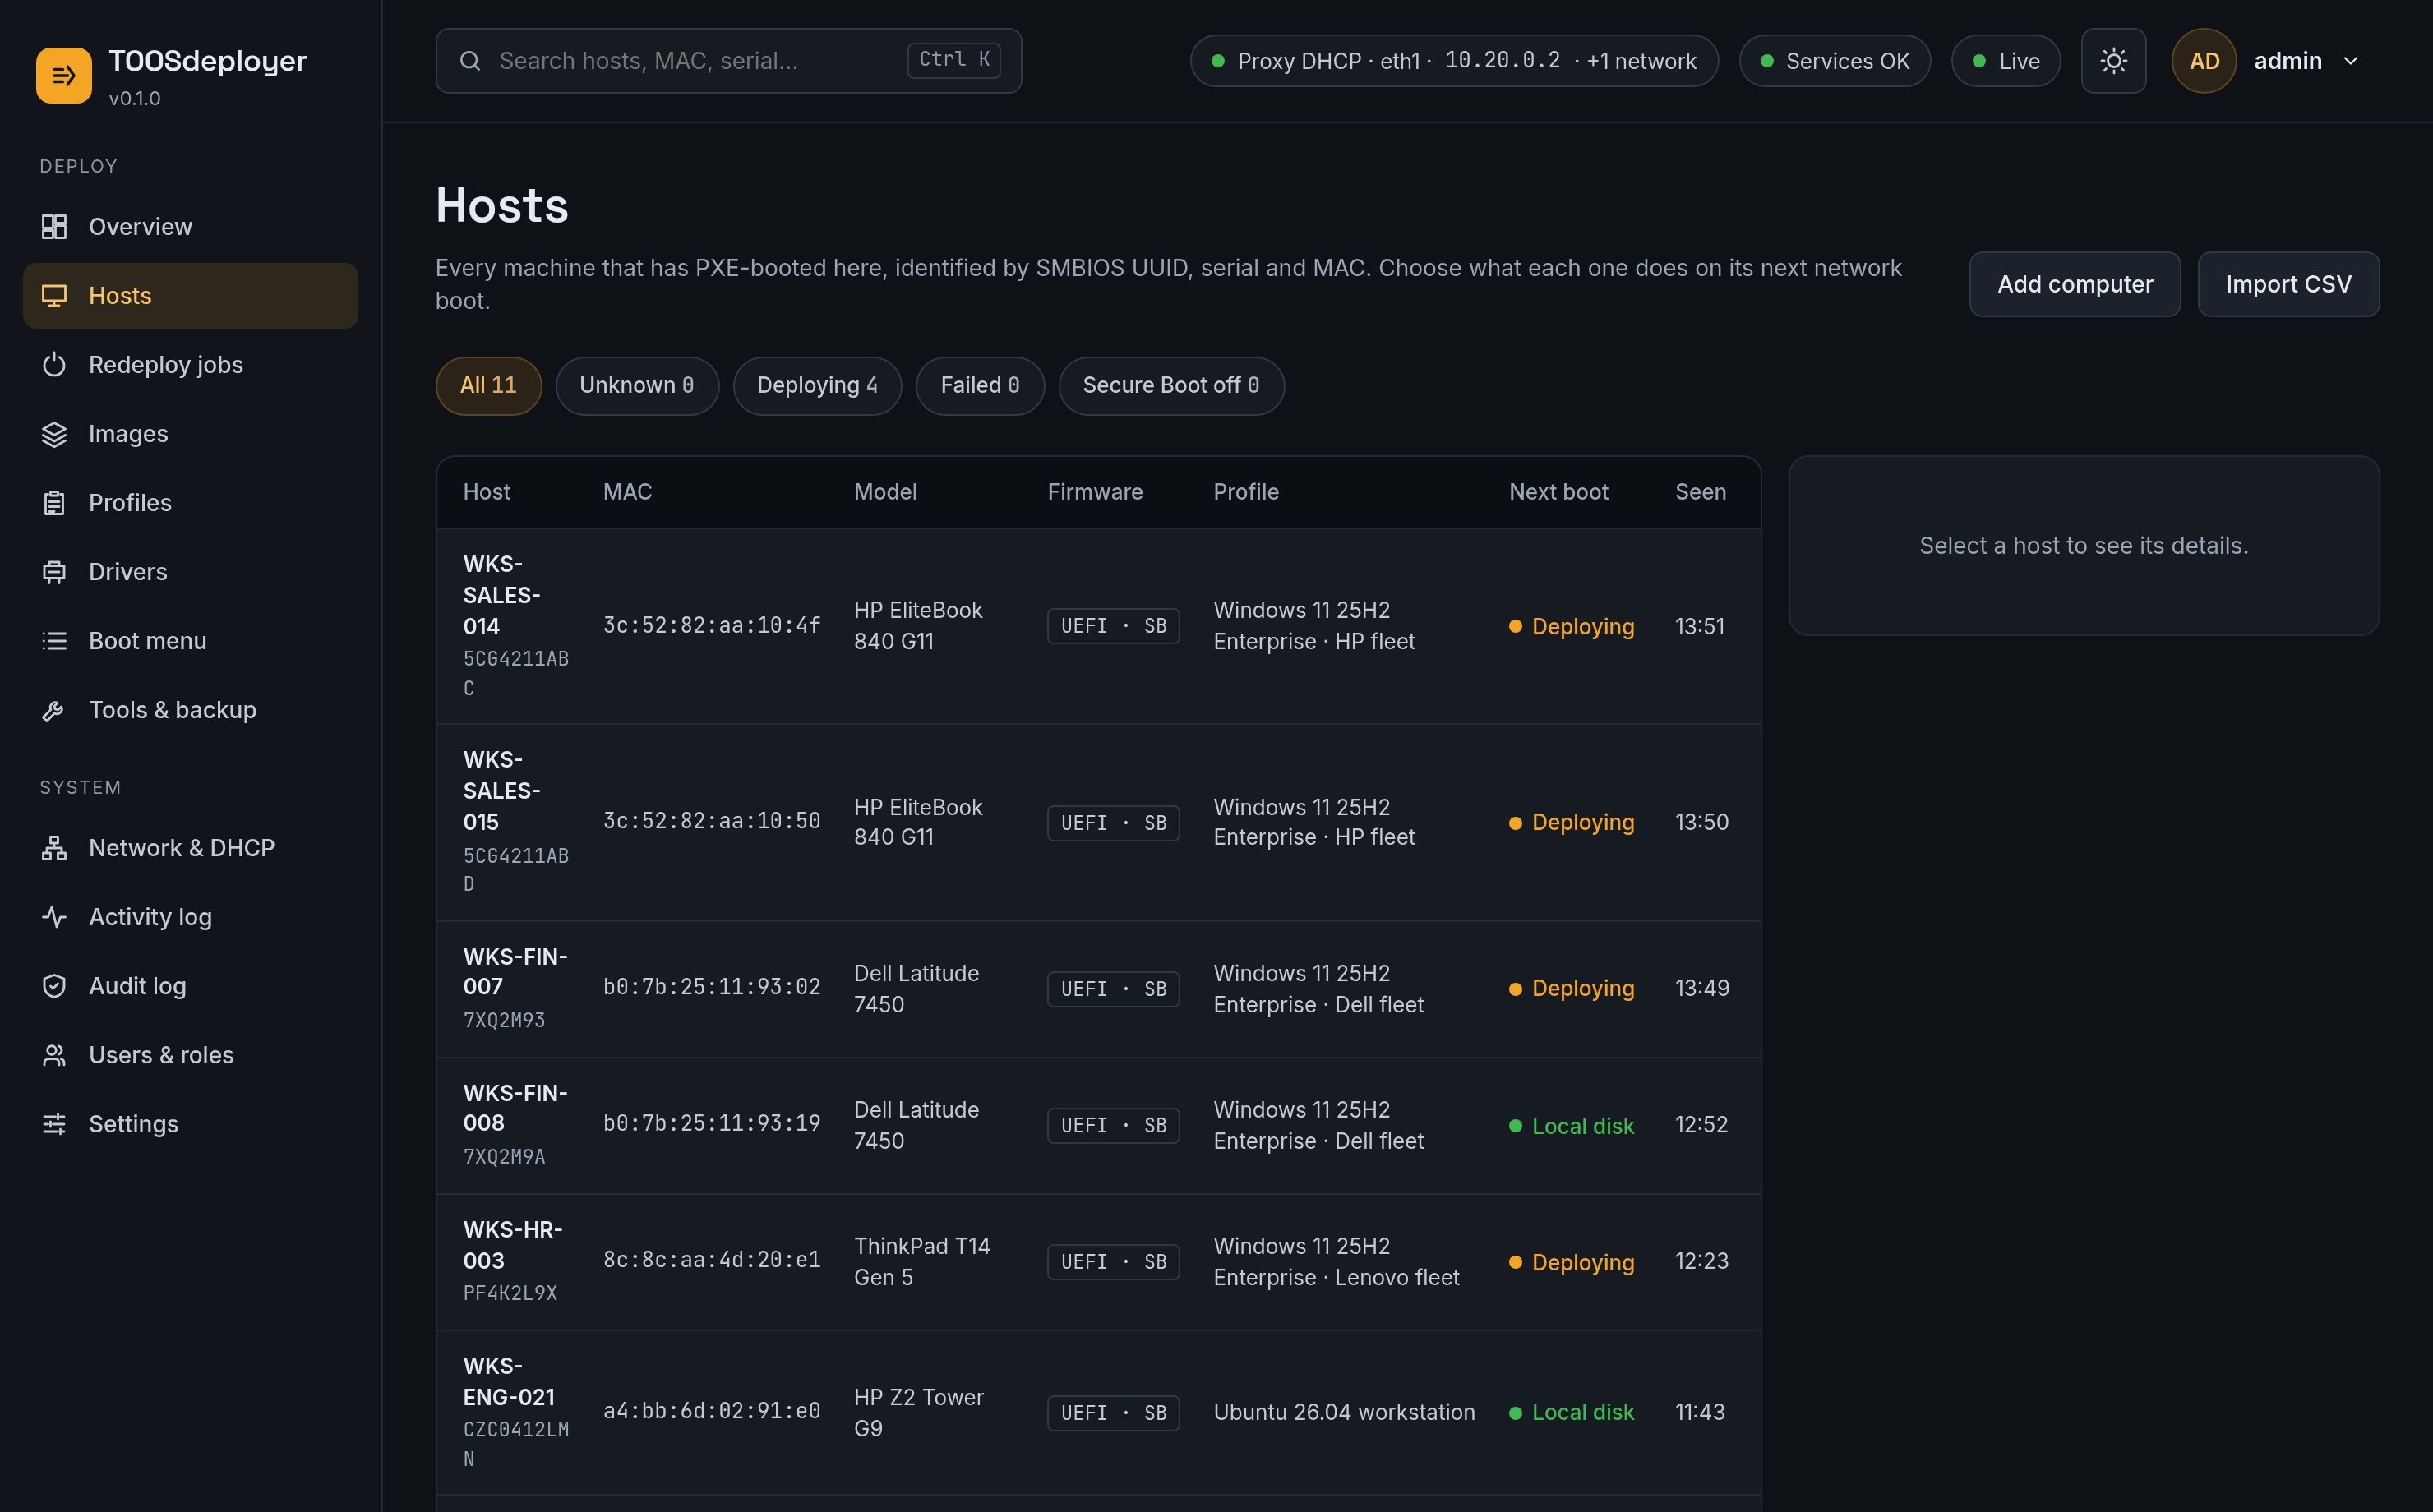 TOOSdeployer
v0.1.0
Search hosts, MAC, serial...
Ctrl K
Proxy DHCP · eth1 · 10.20.0.2 · +1 network
Services OK
Live
AD
admin
DEPLOY
Overview
Hosts
Redeploy jobs
Images
Profiles
Drivers
Boot menu
Tools & backup
SYSTEM
Network & DHCP
Activity log
Audit log
Users & roles
Settings
Hosts
Every machine that has PXE-booted here, identified by SMBIOS UUID, serial and MAC. Choose what each one does on its next network
boot.
Add computer
Import CSV
All 11
Unknown 0
Deploying 4
Failed 0
Secure Boot off 0
Host
MAC
Model
Firmware
Profile
Next boot
Seen
WKS-
SALES-
014
5CG4211AB
C
3c:52:82:aa:10:4f
HP EliteBook
840 G11
UEFI · SB
Windows 11 25H2
Enterprise · HP fleet
Deploying
13:51
WKS-
SALES-
015
5CG4211AB
D
3c:52:82:aa:10:50
HP EliteBook
840 G11
UEFI · SB
Windows 11 25H2
Enterprise · HP fleet
Deploying
13:50
WKS-FIN-
007
7XQ2M93
b0:7b:25:11:93:02
Dell Latitude
7450
UEFI · SB
Windows 11 25H2
Enterprise · Dell fleet
Deploying
13:49
WKS-FIN-
008
7XQ2M9A
b0:7b:25:11:93:19
Dell Latitude
7450
UEFI · SB
Windows 11 25H2
Enterprise · Dell fleet
Local disk
12:52
WKS-HR-
003
PF4K2L9X
8c:8c:aa:4d:20:e1
ThinkPad T14
Gen 5
UEFI · SB
Windows 11 25H2
Enterprise · Lenovo fleet
Deploying
12:23
WKS-
ENG-021
CZC0412LM
N
a4:bb:6d:02:91:e0
HP Z2 Tower
G9
UEFI · SB
Ubuntu 26.04 workstation
Local disk
11:43
Select a host to see its details.